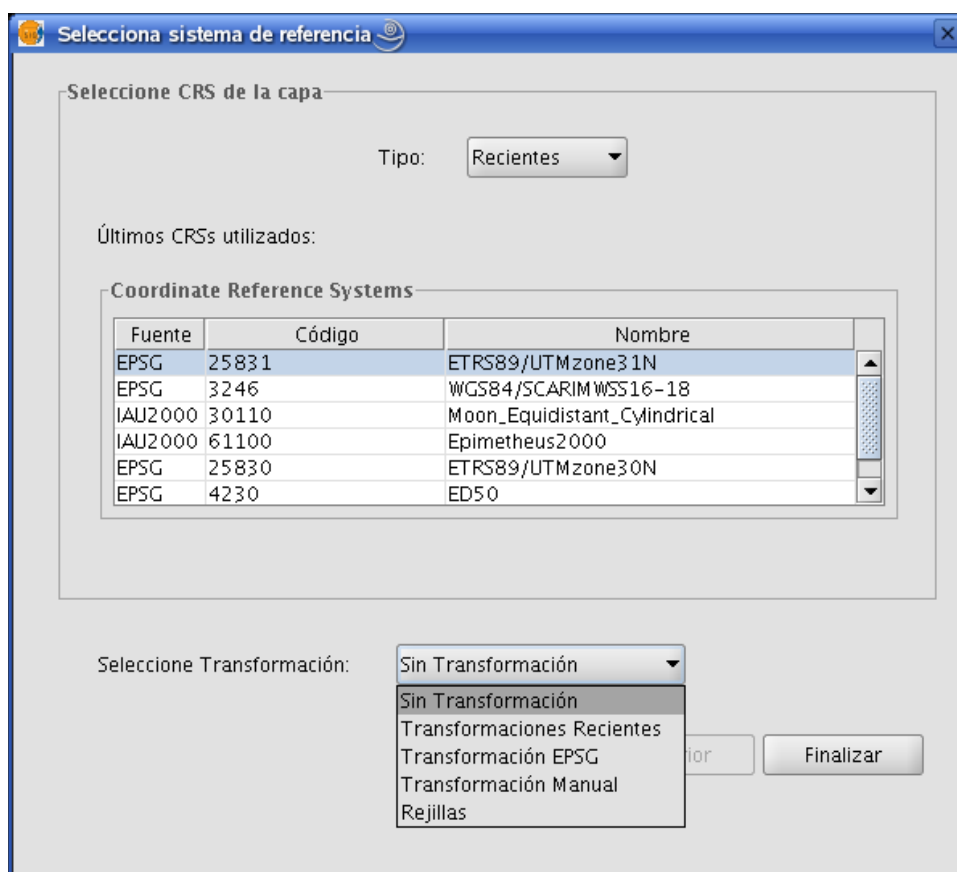 Selecciona sistema de referencia
Seleccione CRS de la capa
Tipo: Recientes
Últimos CRSs utilizados:
Coordinate Reference Systems
Fuente Código Nombre
EPSG 25831 ETRS89/UTMzone31N
EPSG 3246 WGS84/SCARIMWSS16-18
IAU2000 30110 Moon_Equidistant_Cylindrical
IAU2000 61100 Epimetheus2000
EPSG 25830 ETRS89/UTMzone30N
EPSG 4230 ED50
Seleccione Transformación: Sin Transformación
Sin Transformación
Transformaciones Recientes
Transformación EPSG
Transformación Manual
Rejillas
Finalizar